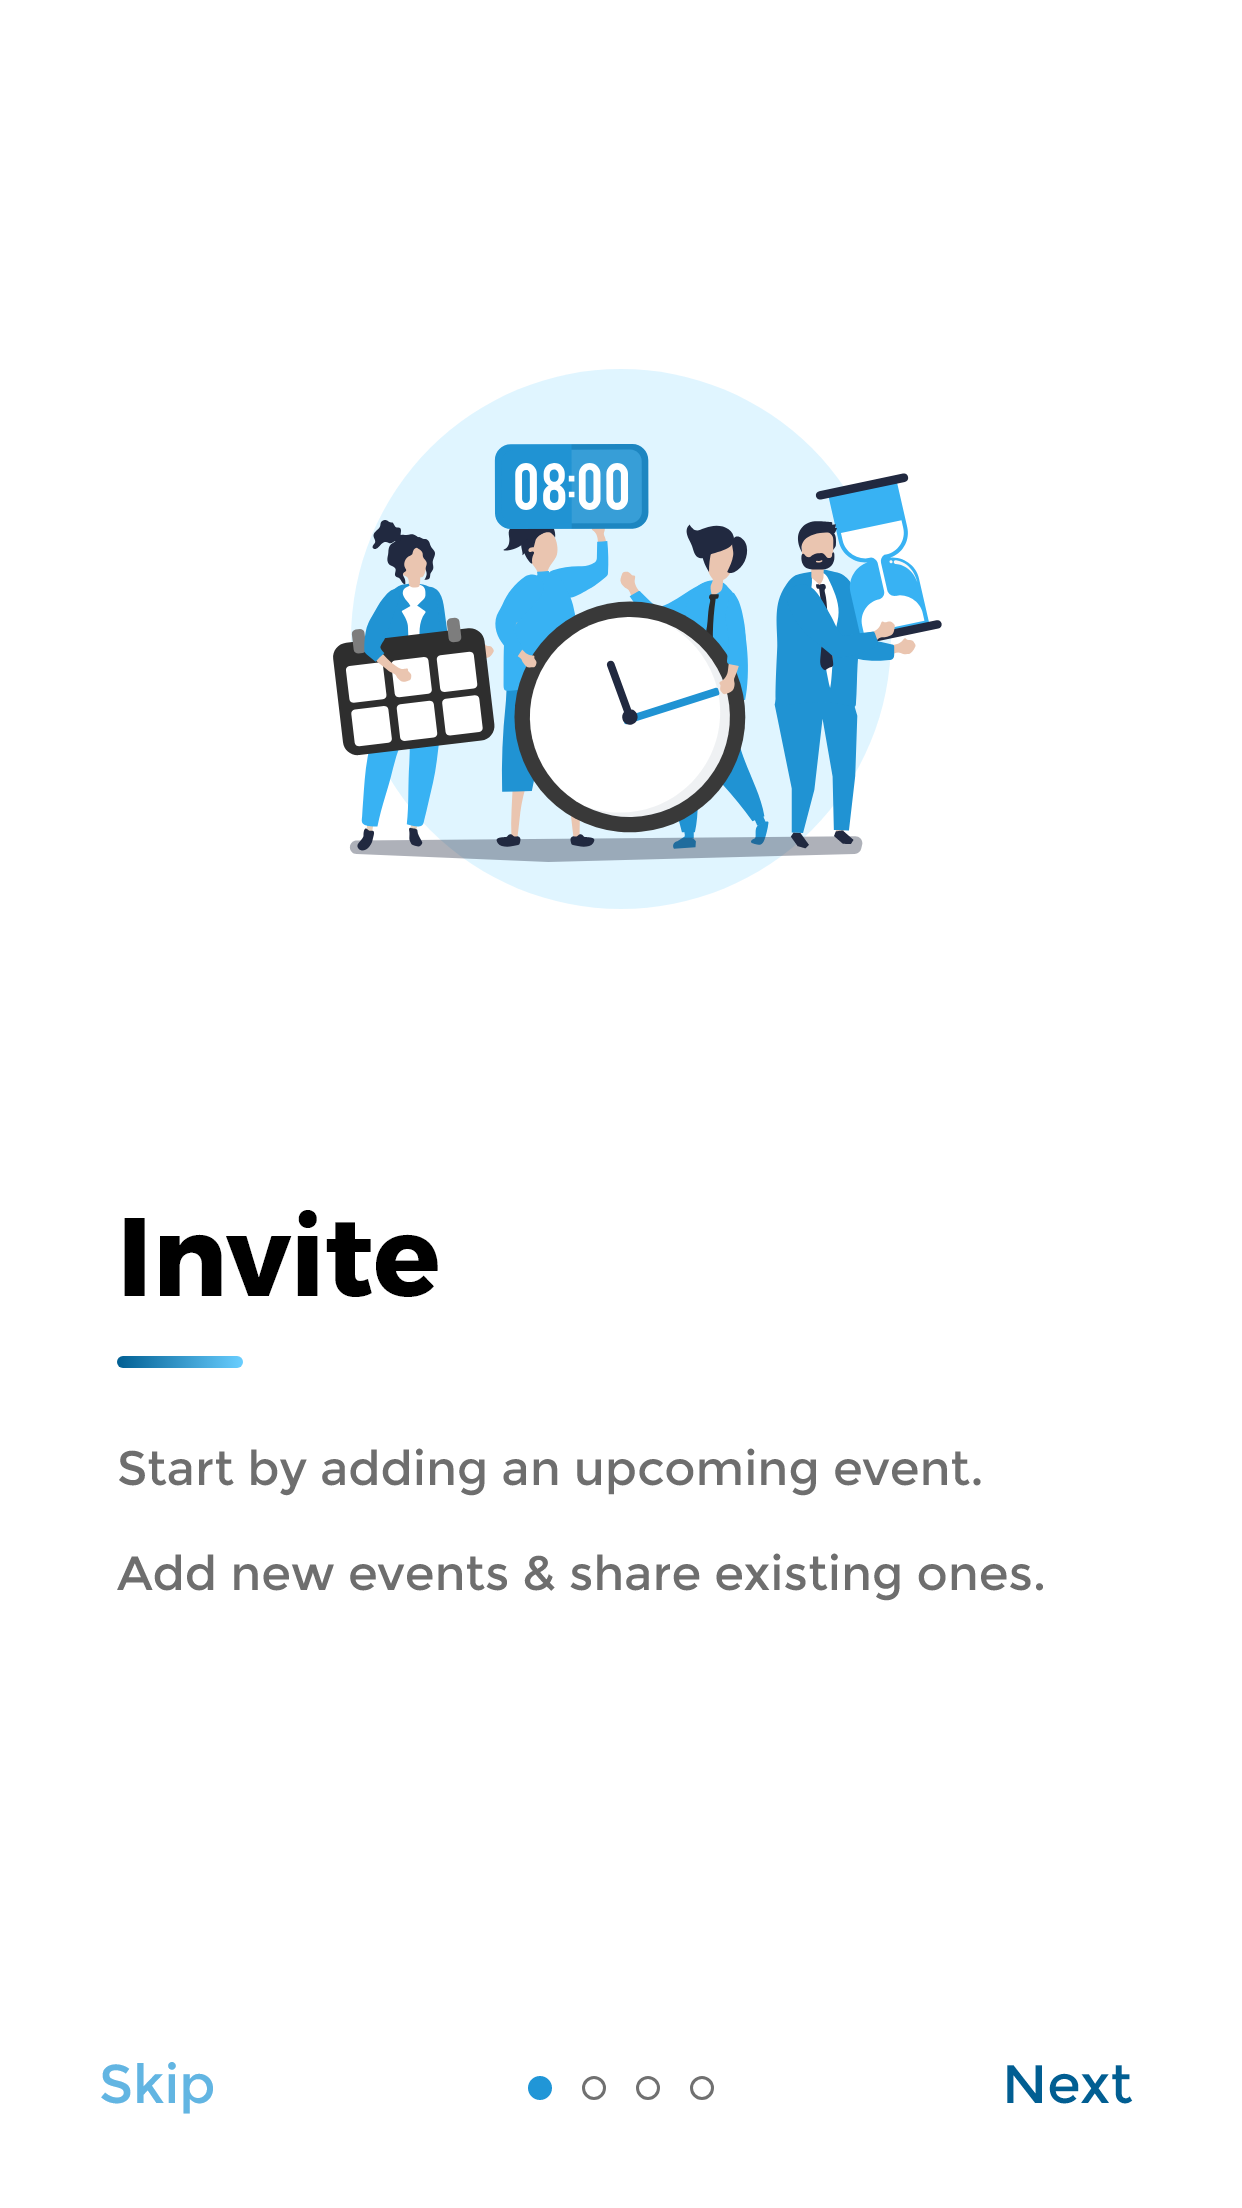 08:00
Invite
Start by adding an upcoming event.
Add new events & share existing ones.
Skip
Next